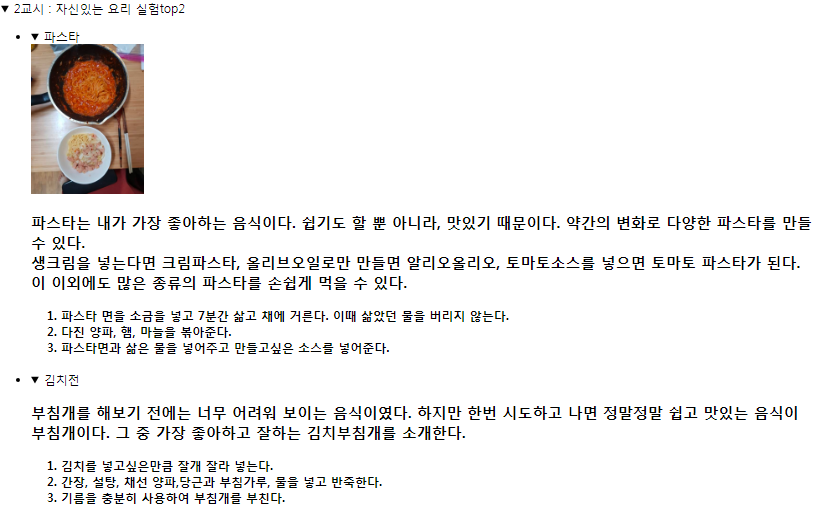 ▼ 2교시 : 자신있는 요리 실험top2
• ▼ 파스타
파스타는 내가 가장 좋아하는 음식이다. 쉽기도 할 뿐 아니라, 맛있기 때문이다. 약간의 변화로 다양한 파스타를 만들
수 있다.
생크림을 넣는다면 크림파스타, 올리브오일로만 만들면 알리오올리오, 토마토소스를 넣으면 토마토 파스타가 된다.
이 이외에도 많은 종류의 파스타를 손쉽게 먹을 수 있다.
1. 파스타 면을 소금을 넣고 7분간 삶고 채에 거른다. 이때 삶았던 물을 버리지 않는다.
2. 다진 양파, 햄, 마늘을 볶아준다.
3. 파스타면과 삶은 물을 넣어주고 만들고싶은 소스를 넣어준다.
• ▼ 김치전
부침개를 해보기 전에는 너무 어려워 보이는 음식이였다. 하지만 한번 시도하고 나면 정말정말 쉽고 맛있는 음식이
부침개이다. 그 중 가장 좋아하고 잘하는 김치부침개를 소개한다.
1. 김치를 넣고싶은만큼 잘개 잘라 넣는다.
2. 간장, 설탕, 채선 양파,당근과 부침가루, 물을 넣고 반죽한다.
3. 기름을 충분히 사용하여 부침개를 부친다.